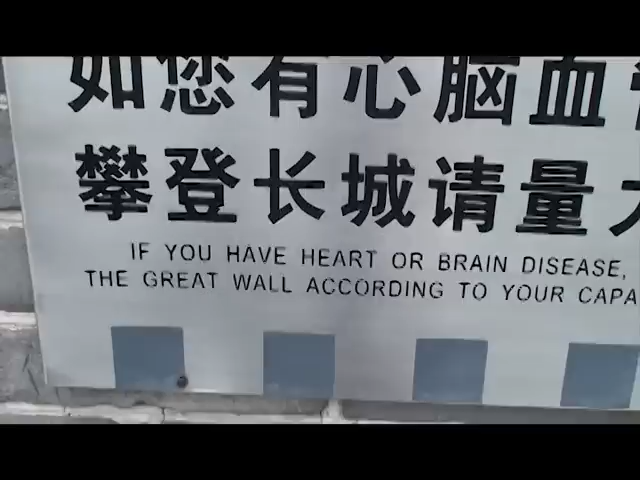 如您有心脑血
攀登长城请量
IF YOU HAVE HEART OR BRAIN DISEASE,
THE GREAT WALL ACCORDING TO YOUR CAPA